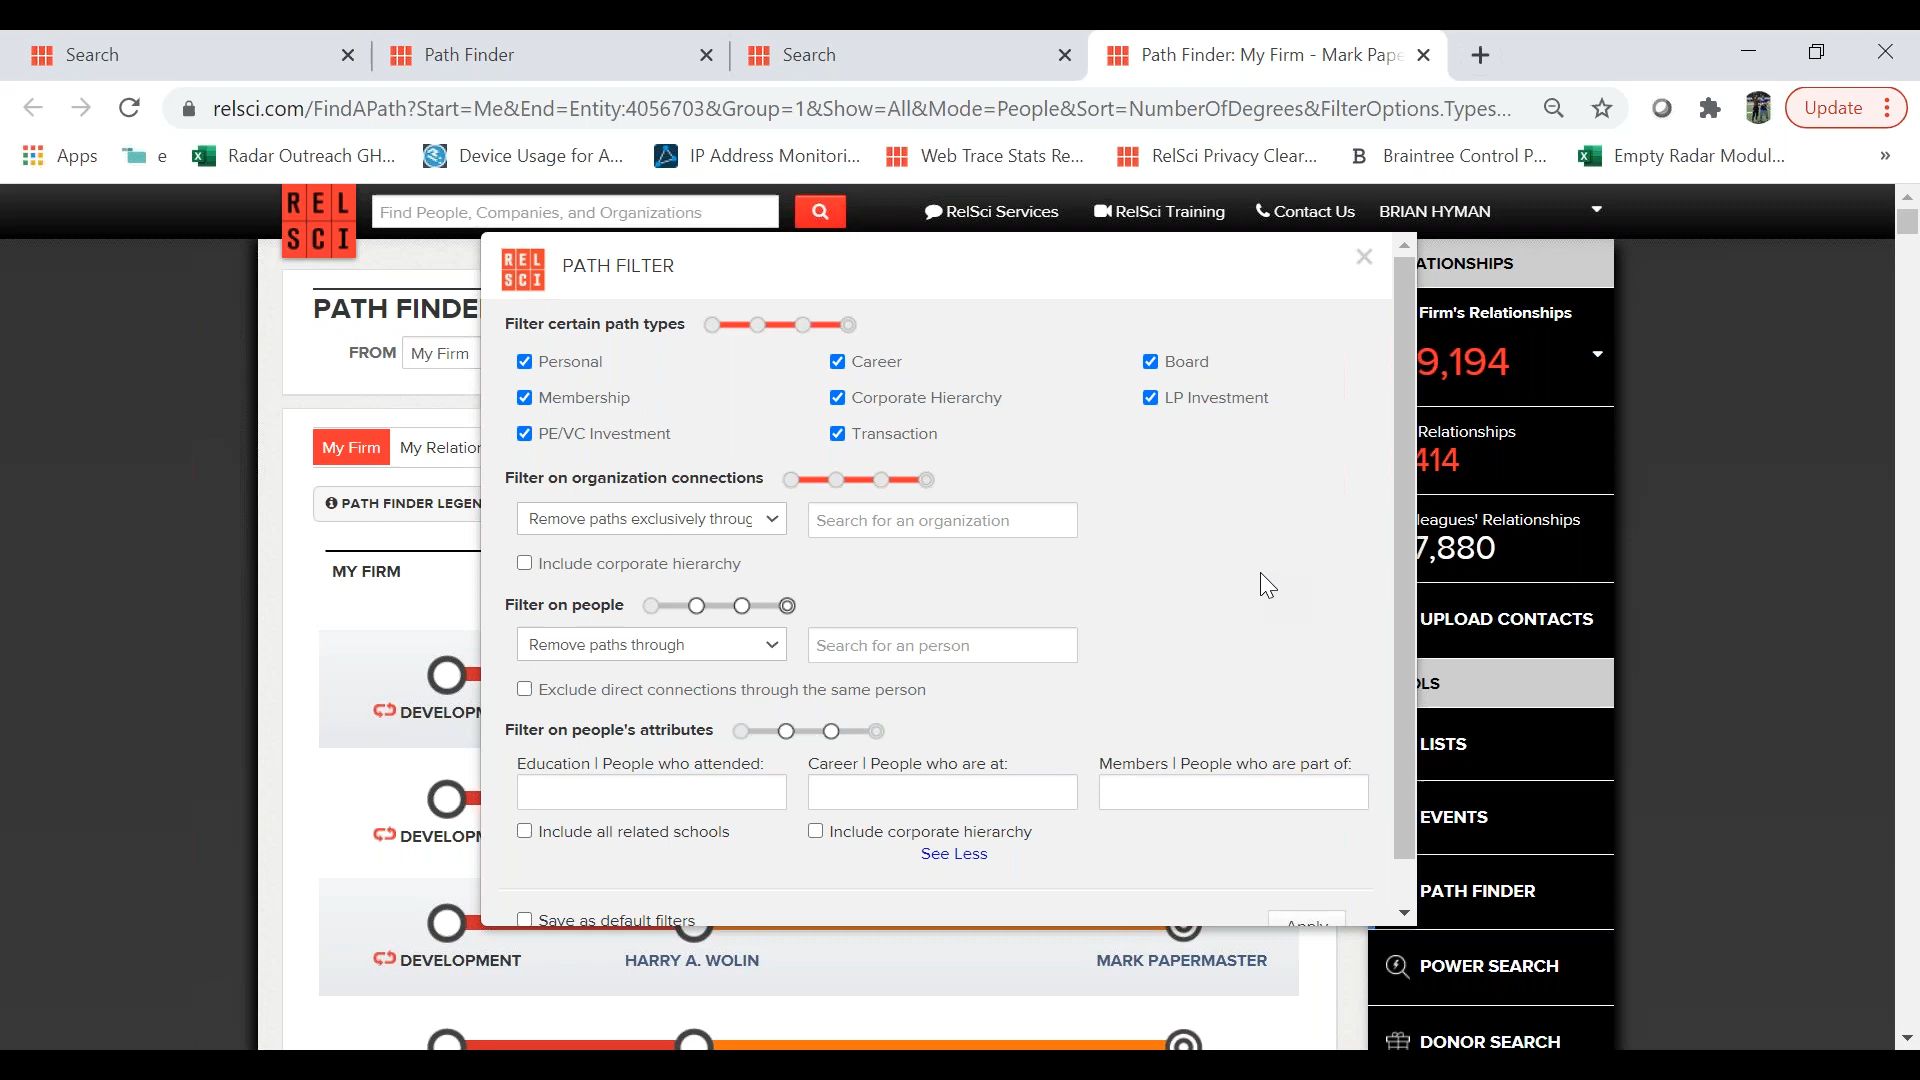 Search
Path Finder
Search
Path Finder: My Firm - Mark Pape
relsci.com/FindAPath?Start=Me&End=Entity:4056703&Group=1&Show=All&Mode=People&Sort=NumberOfDegrees&FilterOptions.Types...
Update
Apps
e
Radar Outreach GH...
Device Usage for A...
IP Address Monitori...
Web Trace Stats Re...
RelSci Privacy Clear...
B Braintree Control P...
Empty Radar Modul...
»
REL
SCI
Find People, Companies, and Organizations
RelSci Services
RelSci Training
Contact Us
BRIAN HYMAN
PATH FINDE
FROM My Firm
My Firm
My Relation
PATH FINDER LEGEN
MY FIRM
DEVELOPM
DEVELOPM
DEVELOPMENT
HARRY A. WOLIN
MARK PAPERMASTER
REL
SCI
PATH FILTER
Filter certain path types
Personal
Career
Board
Membership
Corporate Hierarchy
LP Investment
PE/VC Investment
Transaction
Filter on organization connections
Remove paths exclusively throug
Search for an organization
Include corporate hierarchy
Filter on people
Remove paths through
Search for an person
Exclude direct connections through the same person
Filter on people's attributes
Education | People who attended:
Career | People who are at:
Members | People who are part of:
Include all related schools
Include corporate hierarchy
See Less
Save as default filters
Apply
ATIONSHIPS
Firm's Relationships
9,194
Relationships
414
leagues' Relationships
7,880
UPLOAD CONTACTS
OLS
LISTS
EVENTS
PATH FINDER
POWER SEARCH
DONOR SEARCH